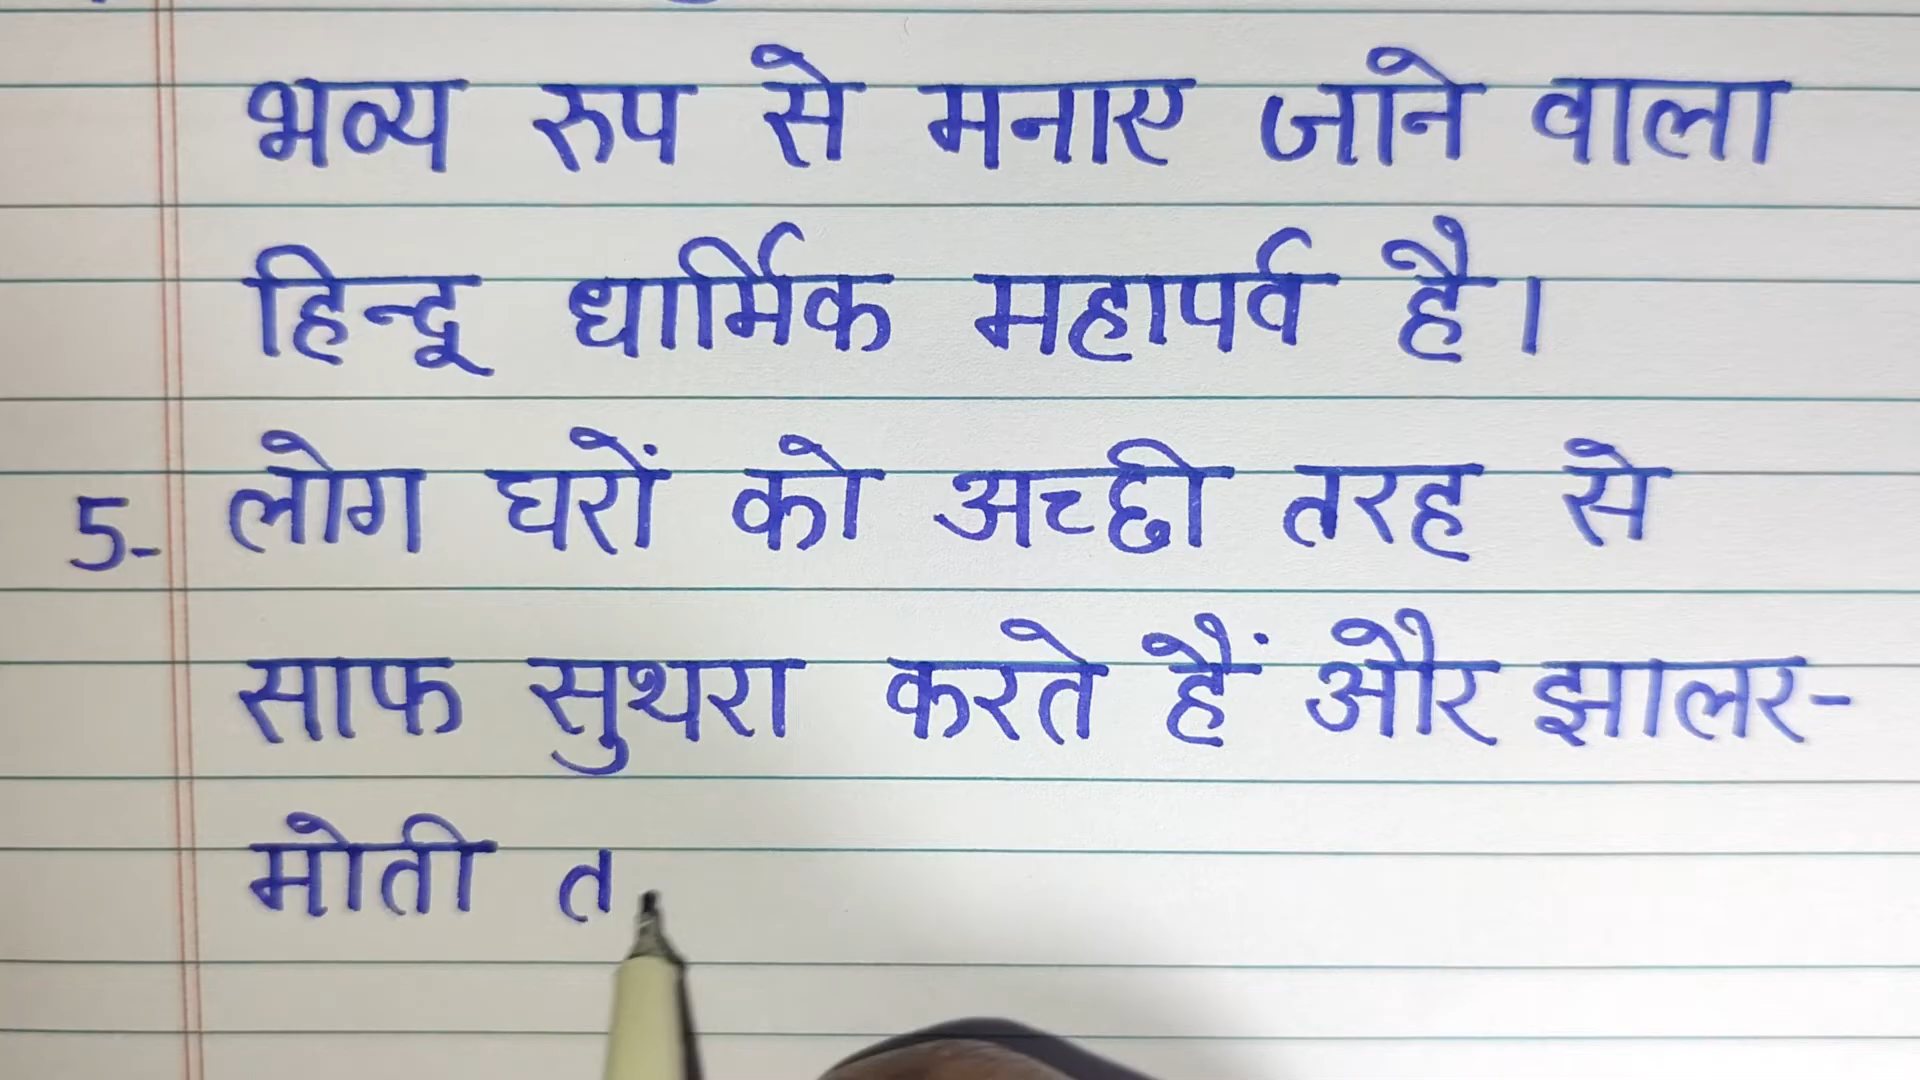 भव्य रुप से मनाए जाने वाला
हिन्दू धार्मिक महापर्व है।
5- लोग घरों को अच्छी तरह से
साफ सुथरा करते हैं और झालर-
मोती त